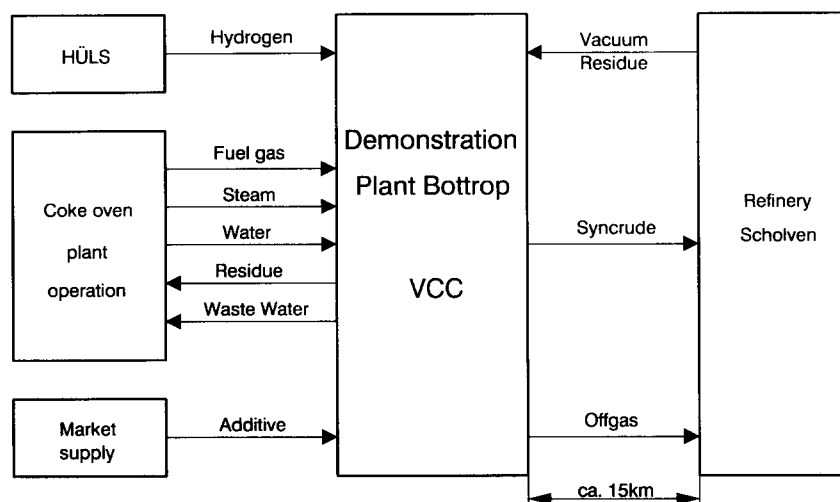 HÜLS
Hydrogen
Vacuum
Residue
Demonstration
Plant Bottrop
VCC
Coke oven
plant
operation
Fuel gas
Steam
Water
Residue
Waste Water
Syncrude
Refinery
Scholven
Market
supply
Additive
Offgas
ca. 15km